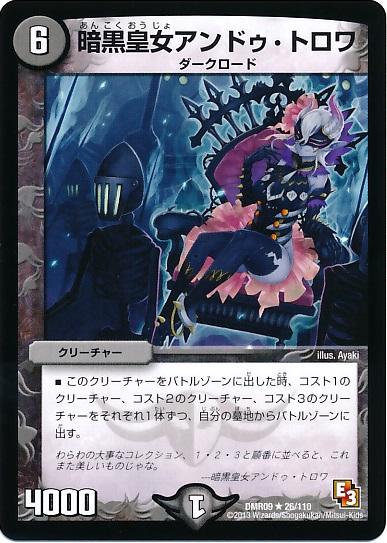 6
あんこくおうじょ
暗黒皇女アンドゥ・トロワ
ダークロード
クリーチャー
illus. Ayaki
■ このクリーチャーをバトルゾーンに出した時、コスト1の
クリーチャー、コスト2のクリーチャー、コスト3のクリ
ーチャーをそれぞれ1体ずつ、自分の墓地からバトルゾーンに
出す。
わらわの大事なコレクション、1・2・3と順番に並べると、これ
また美しいものじゃな。
---暗黒皇女アンドゥ・トロワ
4000
1
E3
DMR09 ★ 26/110
©2013 Wizards/Shogakukan/Mitsui-Kids